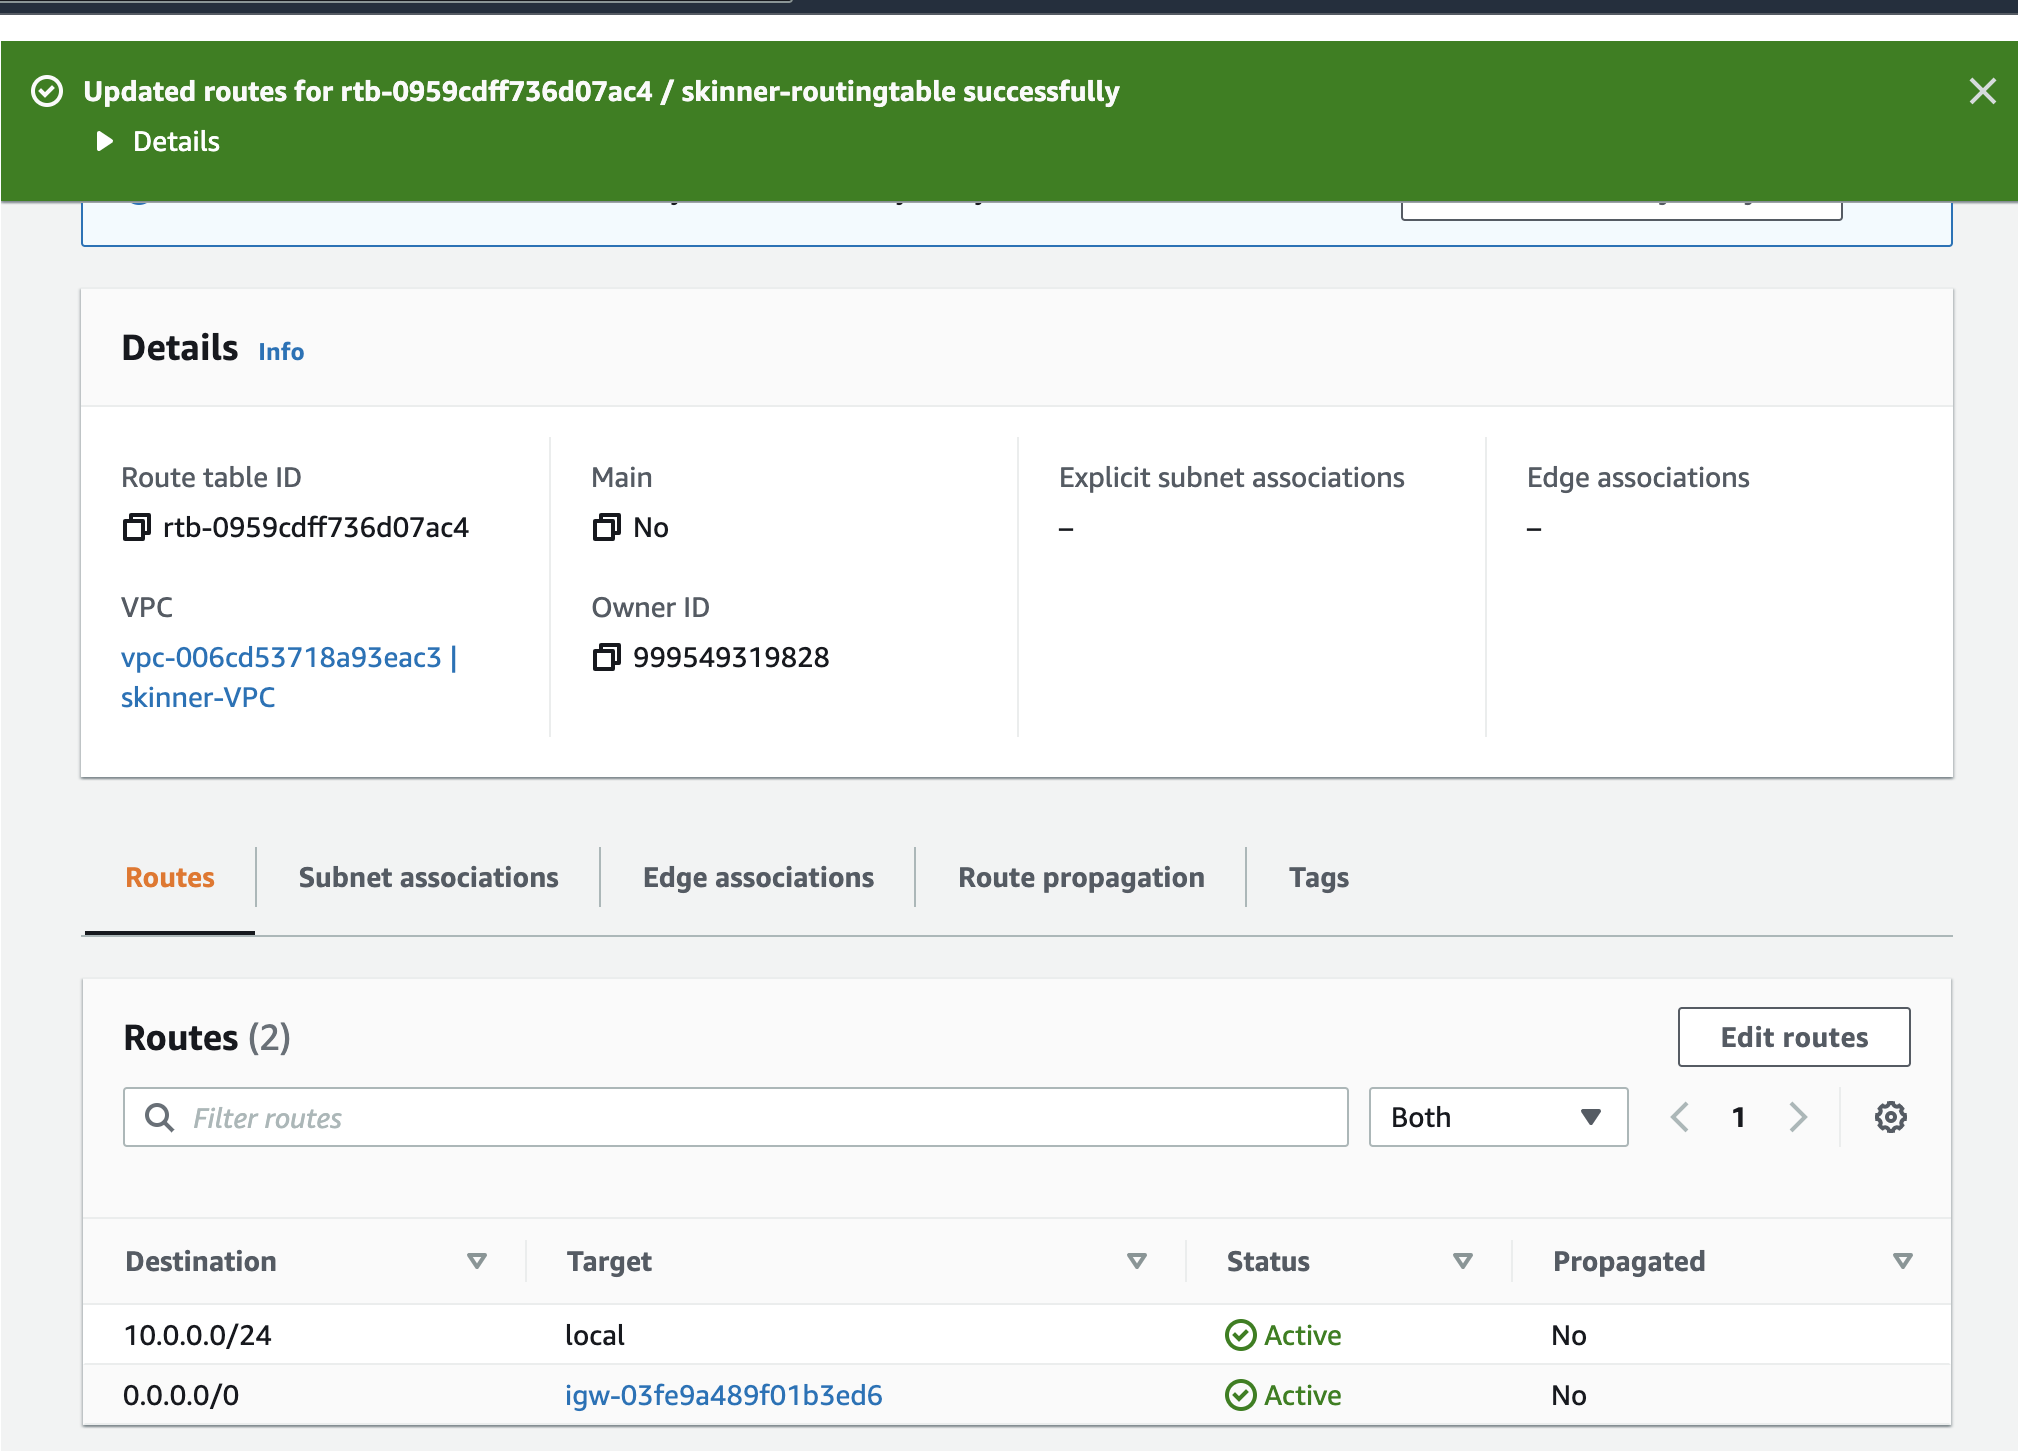 Updated routes for rtb-0959cdff736d07ac4 / skinner-routingtable successfully
Details
Details Info
Route table ID
rtb-0959cdff736d07ac4
Main
No
Explicit subnet associations
–
Edge associations
–
VPC
vpc-006cd53718a93eac3 |
skinner-VPC
Owner ID
999549319828
Routes Subnet associations Edge associations Route propagation Tags
Routes (2)
Edit routes
Filter routes
Both
1
Destination Target Status Propagated
10.0.0.0/24 local Active No
0.0.0.0/0 igw-03fe9a489f01b3ed6 Active No